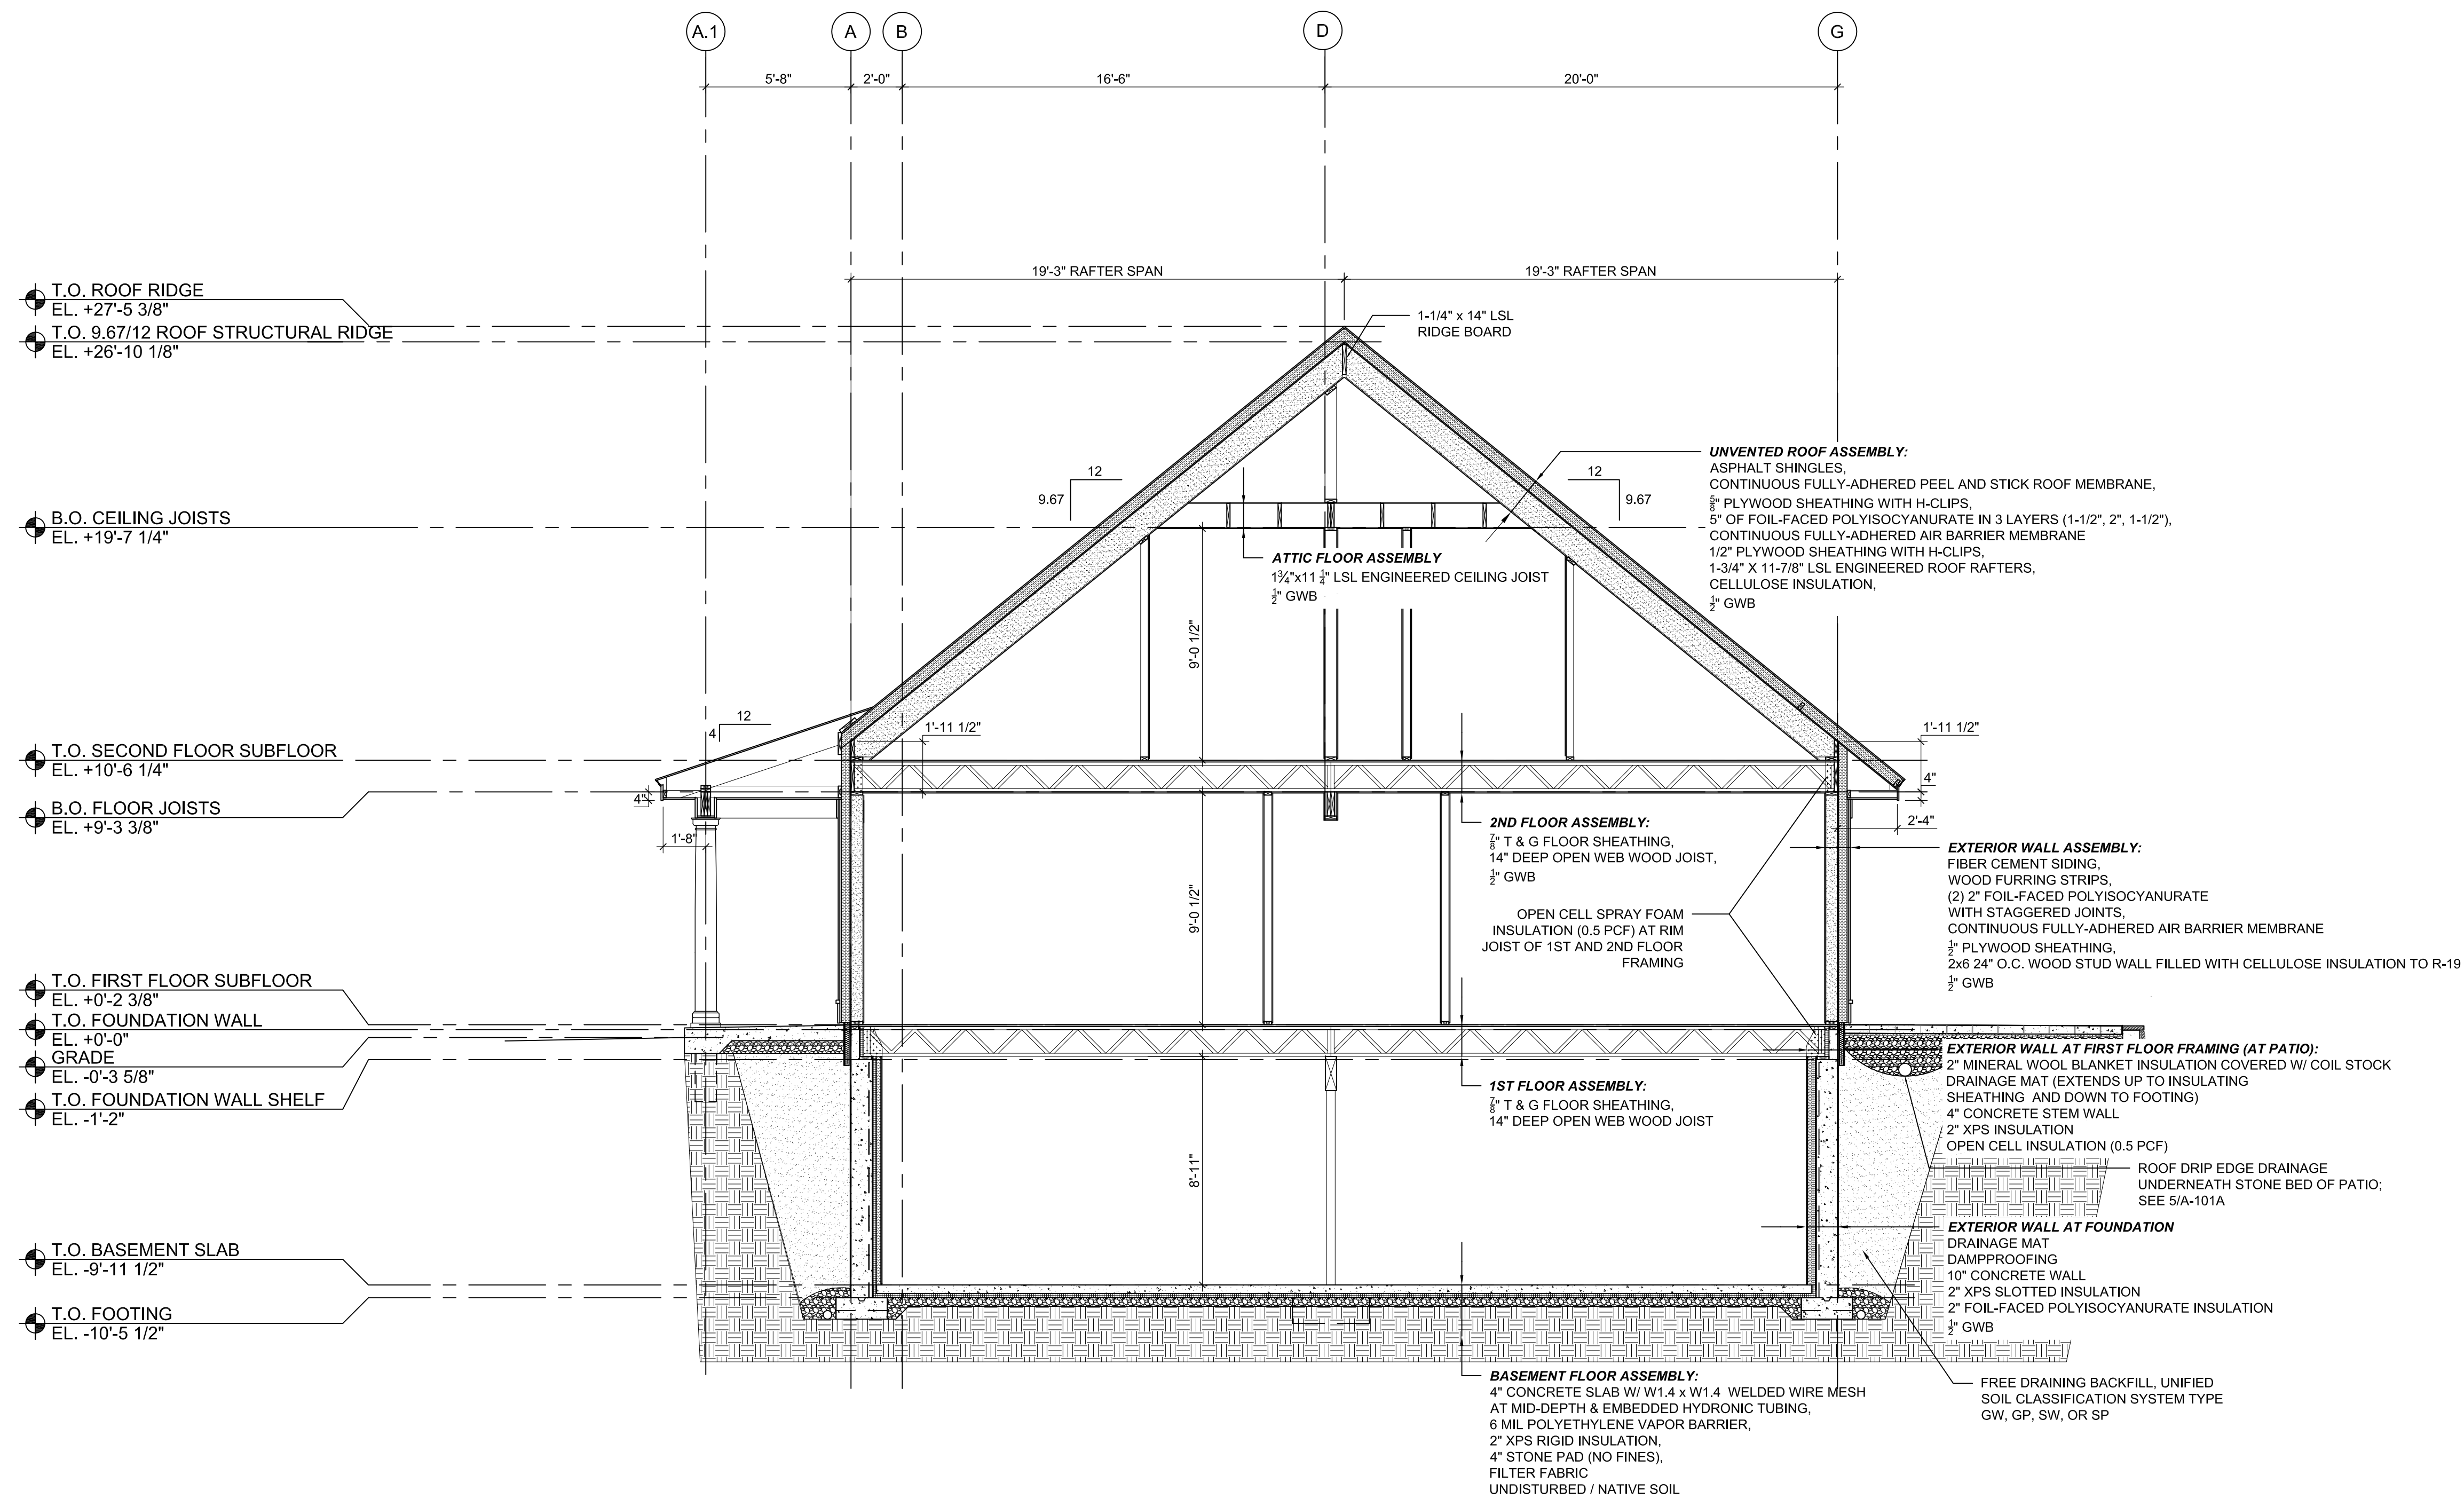 A.1
A
B
D
G
5'-8"
2'-0"
16'-6"
20'-0"
19'-3" RAFTER SPAN
19'-3" RAFTER SPAN
T.O. ROOF RIDGE
EL. +27'-5 3/8"
T.O. 9.67/12 ROOF STRUCTURAL RIDGE
EL. +26'-10 1/8"
1-1/4" x 14" LSL
RIDGE BOARD
12
9.67
12
9.67
UNVENTED ROOF ASSEMBLY:
ASPHALT SHINGLES,
CONTINUOUS FULLY-ADHERED PEEL AND STICK ROOF MEMBRANE,
5/8" PLYWOOD SHEATHING WITH H-CLIPS,
5" OF FOIL-FACED POLYISOCYANURATE IN 3 LAYERS (1-1/2", 2", 1-1/2"),
CONTINUOUS FULLY-ADHERED AIR BARRIER MEMBRANE
1/2" PLYWOOD SHEATHING WITH H-CLIPS,
1-3/4" X 11-7/8" LSL ENGINEERED ROOF RAFTERS,
CELLULOSE INSULATION,
1/2" GWB
B.O. CEILING JOISTS
EL. +19'-7 1/4"
ATTIC FLOOR ASSEMBLY
1 3/4"x11 1/4" LSL ENGINEERED CEILING JOIST
1/2" GWB
9'-0 1/2"
12
4
1'-11 1/2"
1'-11 1/2"
T.O. SECOND FLOOR SUBFLOOR
EL. +10'-6 1/4"
4"
4"
B.O. FLOOR JOISTS
EL. +9'-3 3/8"
1'-8"
2'-4"
2ND FLOOR ASSEMBLY:
7/8" T & G FLOOR SHEATHING,
14" DEEP OPEN WEB WOOD JOIST,
1/2" GWB
EXTERIOR WALL ASSEMBLY:
FIBER CEMENT SIDING,
WOOD FURRING STRIPS,
(2) 2" FOIL-FACED POLYISOCYANURATE
WITH STAGGERED JOINTS,
CONTINUOUS FULLY-ADHERED AIR BARRIER MEMBRANE
1/2" PLYWOOD SHEATHING,
2x6 24" O.C. WOOD STUD WALL FILLED WITH CELLULOSE INSULATION TO R-19
1/2" GWB
9'-0 1/2"
OPEN CELL SPRAY FOAM
INSULATION (0.5 PCF) AT RIM
JOIST OF 1ST AND 2ND FLOOR
FRAMING
T.O. FIRST FLOOR SUBFLOOR
EL. +0'-2 3/8"
T.O. FOUNDATION WALL
EL. +0'-0"
GRADE
EL. -0'-3 5/8"
T.O. FOUNDATION WALL SHELF
EL. -1'-2"
1ST FLOOR ASSEMBLY:
7/8" T & G FLOOR SHEATHING,
14" DEEP OPEN WEB WOOD JOIST
EXTERIOR WALL AT FIRST FLOOR FRAMING (AT PATIO):
2" MINERAL WOOL BLANKET INSULATION COVERED W/ COIL STOCK
DRAINAGE MAT (EXTENDS UP TO INSULATING
SHEATHING AND DOWN TO FOOTING)
4" CONCRETE STEM WALL
2" XPS INSULATION
OPEN CELL INSULATION (0.5 PCF)
8'-11"
ROOF DRIP EDGE DRAINAGE
UNDERNEATH STONE BED OF PATIO;
SEE 5/A-101A
EXTERIOR WALL AT FOUNDATION
DRAINAGE MAT
DAMPPROOFING
10" CONCRETE WALL
2" XPS SLOTTED INSULATION
2" FOIL-FACED POLYISOCYANURATE INSULATION
1/2" GWB
T.O. BASEMENT SLAB
EL. -9'-11 1/2"
T.O. FOOTING
EL. -10'-5 1/2"
BASEMENT FLOOR ASSEMBLY:
4" CONCRETE SLAB W/ W1.4 x W1.4 WELDED WIRE MESH
AT MID-DEPTH & EMBEDDED HYDRONIC TUBING,
6 MIL POLYETHYLENE VAPOR BARRIER,
2" XPS RIGID INSULATION,
4" STONE PAD (NO FINES),
FILTER FABRIC
UNDISTURBED / NATIVE SOIL
FREE DRAINING BACKFILL, UNIFIED
SOIL CLASSIFICATION SYSTEM TYPE
GW, GP, SW, OR SP